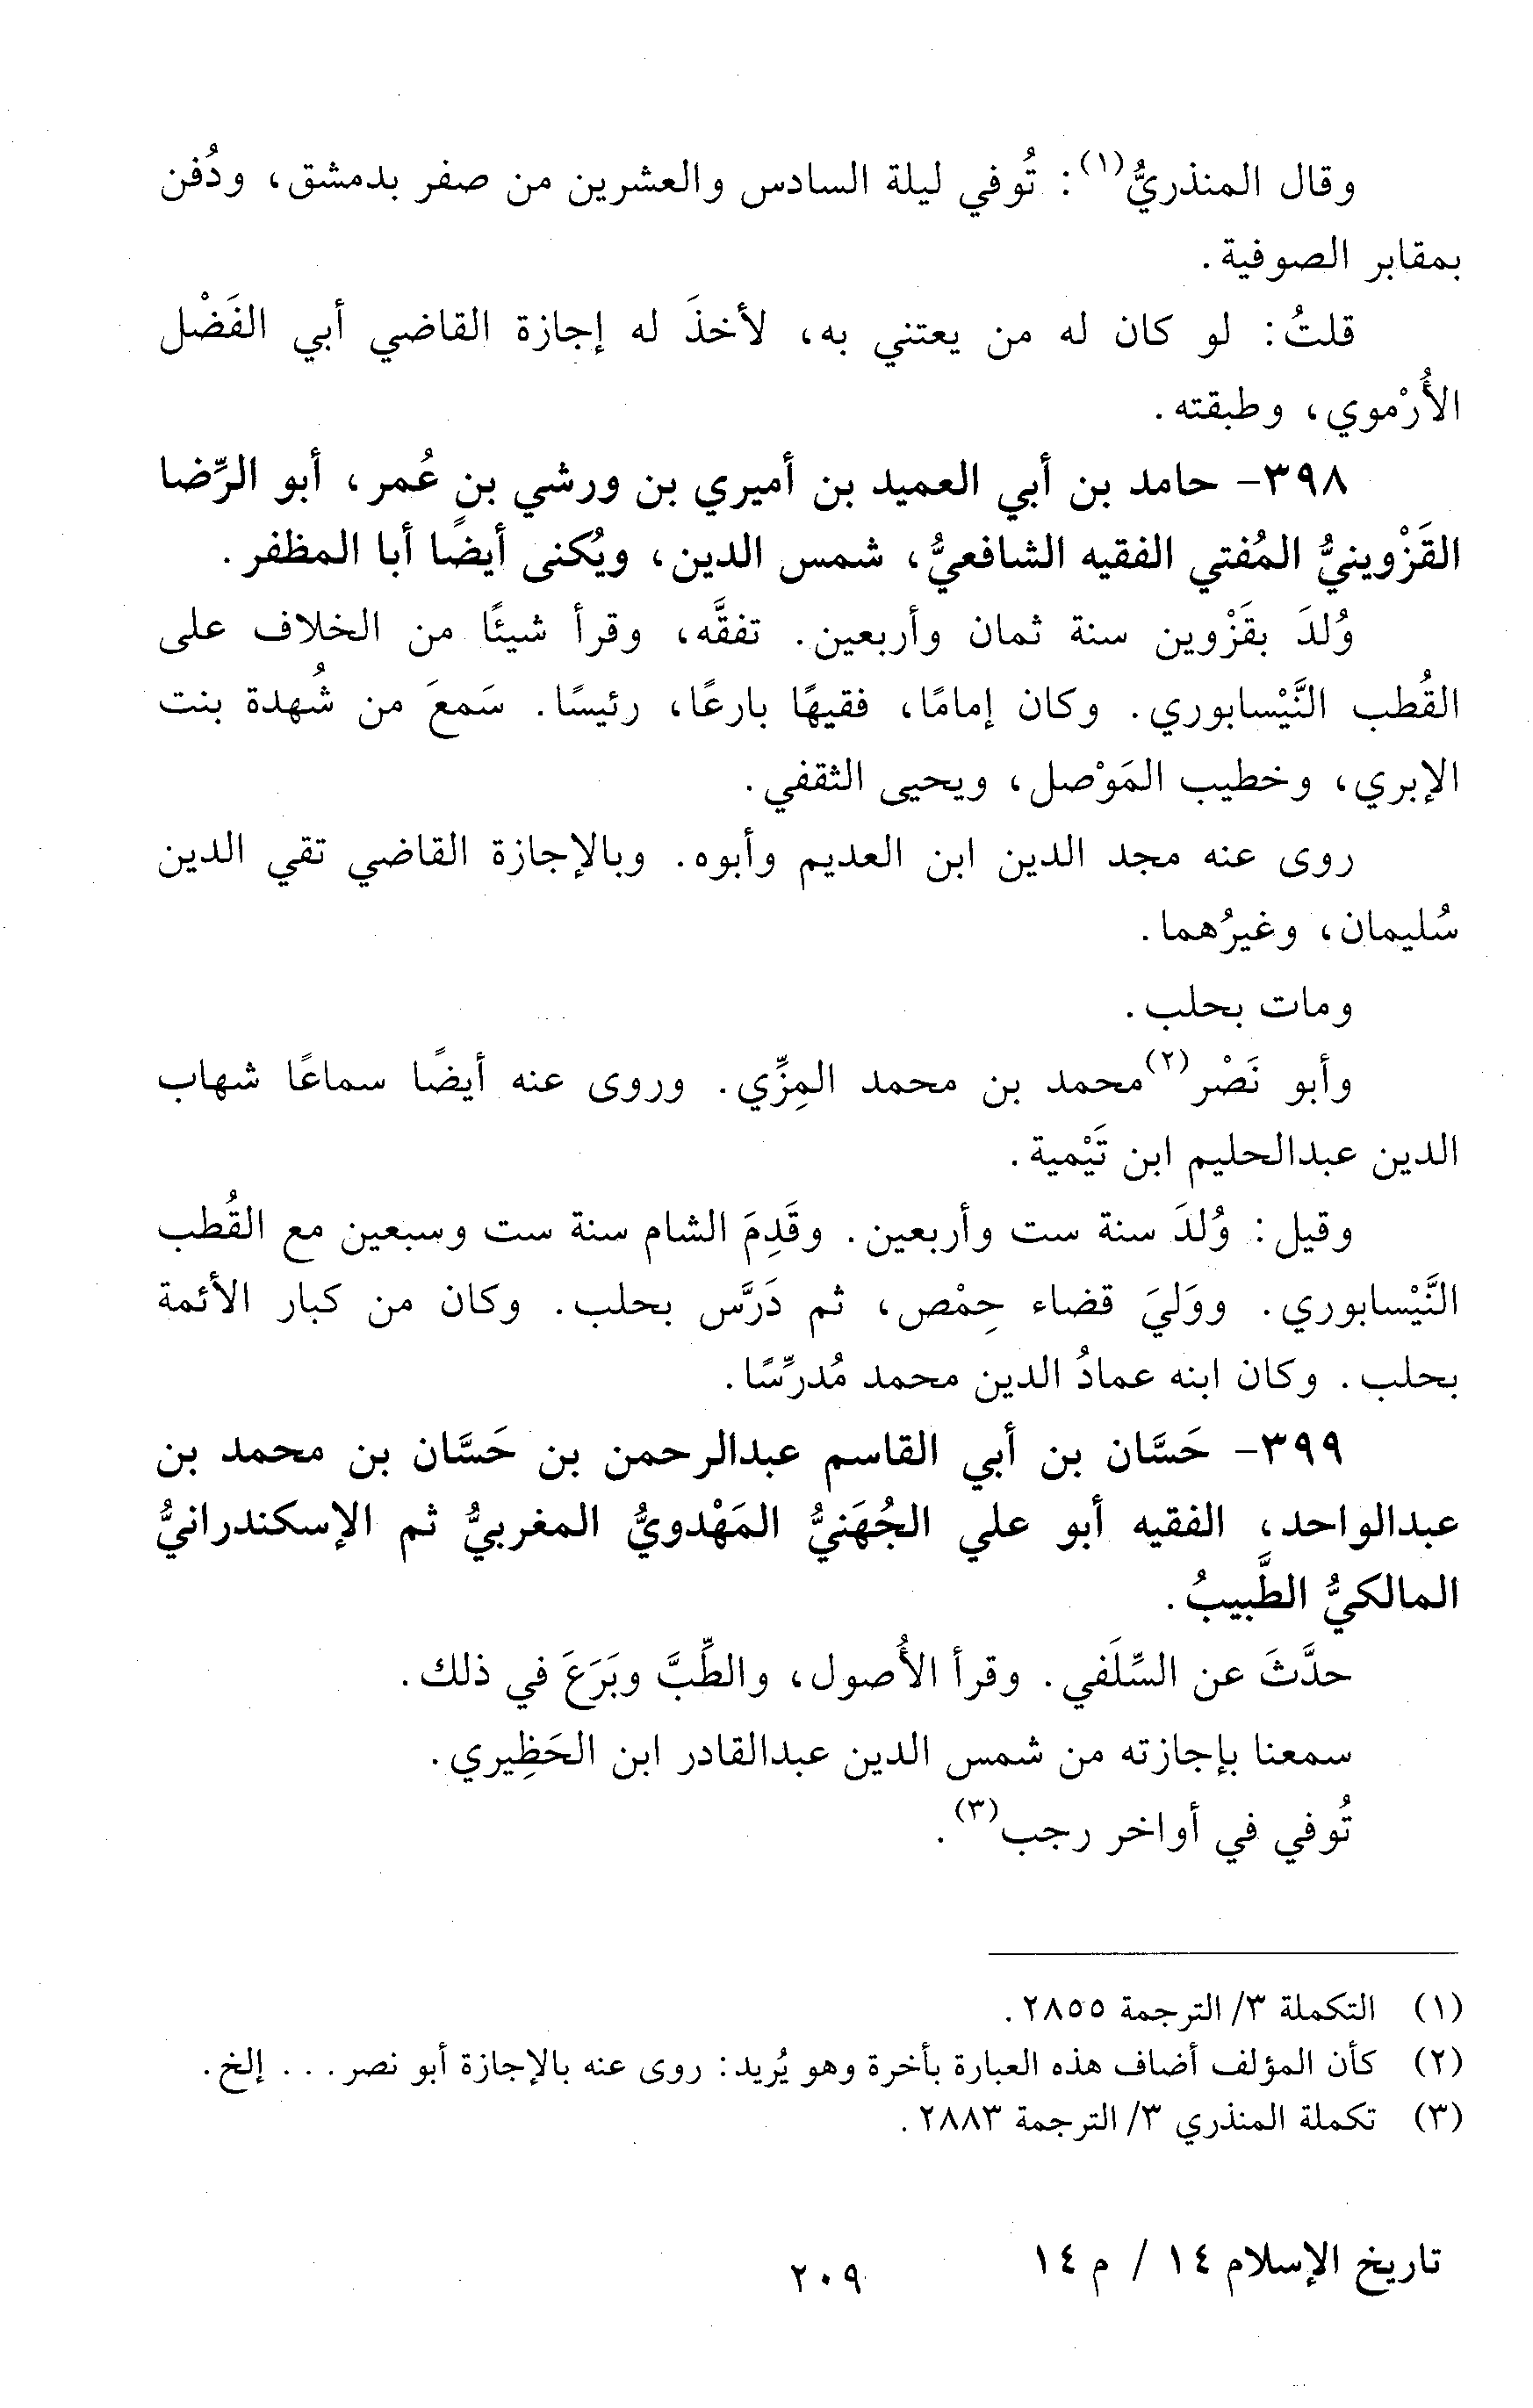 وقال المنذريُّ(١): تُوفي ليلة السادس والعشرين من صفر بدمشق، ودُفن
بمقابر الصوفية.
قلتُ: لو كان له من يعتني به، لأخذَ له إجازة القاضي أبي الفَضْل
الأُرْموي، وطبقته.
٣٩٨- حامد بن أبي العميد بن أميري بن ورشي بن عُمر، أبو الرِّضا
القَزْوينيُّ المُفتي الفقيه الشافعيُّ، شمس الدين، ويُكنى أيضًا أبا المظفر.
وُلدَ بقَزْوين سنة ثمان وأربعين. تفقَّه، وقرأ شيئًا من الخلاف على
القُطب النَّيْسابوري. وكان إمامًا، فقيهًا بارعًا، رئيسًا. سَمعَ من شُهدة بنت
الإبري، وخطيب المَوْصل، ويحيى الثقفي.
روى عنه مجد الدين ابن العديم وأبوه. وبالإجازة القاضي تقي الدين
سُليمان، وغيرُهما.
ومات بحلب.
وأبو نَصْر(٢) محمد بن محمد المِزِّي. وروى عنه أيضًا سماعًا شهاب
الدين عبدالحليم ابن تَيْمية.
وقيل: وُلدَ سنة ست وأربعين. وقَدِمَ الشام سنة ست وسبعين مع القُطب
النَّيْسابوري. ووَليَ قضاء حِمْص، ثم دَرَّس بحلب. وكان من كبار الأئمة
بحلب. وكان ابنه عمادُ الدين محمد مُدرِّسًا.
٣٩٩- حَسَّان بن أبي القاسم عبدالرحمن بن حَسَّان بن محمد بن
عبدالواحد، الفقيه أبو علي الجُهَنيُّ المَهْدويُّ المغربيُّ ثم الإسكندرانيُّ
المالكيُّ الطَّبيبُ.
حدَّثَ عن السِّلَفي. وقرأ الأُصول، والطِّبَّ وبَرَعَ في ذلك.
سمعنا بإجازته من شمس الدين عبدالقادر ابن الحَظِيري.
تُوفي في أواخر رجب(٣).
(١) التكملة ٣/ الترجمة ٢٨٥٥.
(٢) كأن المؤلف أضاف هذه العبارة بأخرة وهو يُريد: روى عنه بالإجازة أبو نصر... إلخ.
(٣) تكملة المنذري ٣/ الترجمة ٢٨٨٣.
تاريخ الإسلام ١٤ / م ١٤
٢٠٩